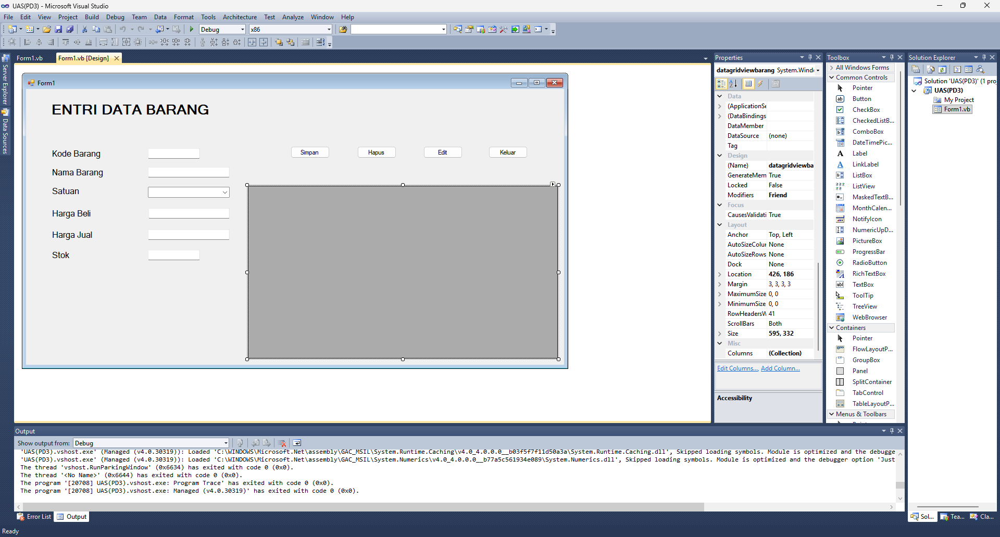 UAS(PD3) - Microsoft Visual Studio
File Edit View Project Build Debug Team Data Format Tools Architecture Test Analyze Window Help
Debug x86
Server Explorer
Data Sources
Form1.vb Form1.vb [Design]
Form1
ENTRI DATA BARANG
Kode Barang
Nama Barang
Satuan
Harga Beli
Harga Jual
Stok
Simpan Hapus Edit Keluar
Properties
datagridviewbarang System.Wind
Data
(ApplicationSe
(DataBindings
DataMember
DataSource (none)
Tag
Design
(Name) datagridviewba
GenerateMem True
Locked False
Modifiers Friend
Focus
CausesValidati True
Layout
Anchor Top, Left
AutoSizeColur None
AutoSizeRows None
Dock None
Location 426, 186
Margin 3, 3, 3, 3
MaximumSize 0, 0
MinimumSize 0, 0
RowHeadersW 41
ScrollBars Both
Size 595, 332
Misc
Columns (Collection)
Edit Columns..., Add Column...
Accessibility
Toolbox
All Windows Forms
Common Controls
Pointer
Button
CheckBox
CheckedListB...
ComboBox
DateTimePic...
Label
LinkLabel
ListBox
ListView
MaskedTextB...
MonthCalen...
NotifyIcon
NumericUpD...
PictureBox
ProgressBar
RadioButton
RichTextBox
TextBox
ToolTip
TreeView
WebBrowser
Containers
Pointer
FlowLayoutP...
GroupBox
Panel
SplitContainer
TabControl
TableLayoutP...
Menus & Toolbars
Solution Explorer
Solution 'UAS(PD3)' (1 pro
UAS(PD3)
My Project
Form1.vb
Output
Show output from: Debug
'UAS(PD3).vshost.exe' (Managed (v4.0.30319)): Loaded 'C:\WINDOWS\Microsoft.Net\assembly\GAC_MSIL\System.Runtime.Caching\v4.0_4.0.0.0__b03f5f7f11d50a3a\System.Runtime.Caching.dll', Skipped loading symbols. Module is optimized and the debugge
'UAS(PD3).vshost.exe' (Managed (v4.0.30319)): Loaded 'C:\WINDOWS\Microsoft.Net\assembly\GAC_MSIL\System.Numerics\v4.0_4.0.0.0__b77a5c561934e089\System.Numerics.dll', Skipped loading symbols. Module is optimized and the debugger option 'Just
The thread 'vshost.RunParkingWindow' (0x6634) has exited with code 0 (0x0).
The thread '<No Name>' (0x6644) has exited with code 0 (0x0).
The program '[20708] UAS(PD3).vshost.exe: Program Trace' has exited with code 0 (0x0).
The program '[20708] UAS(PD3).vshost.exe: Managed (v4.0.30319)' has exited with code 0 (0x0).
Error List Output
Sol... Tea... Cla...
Ready